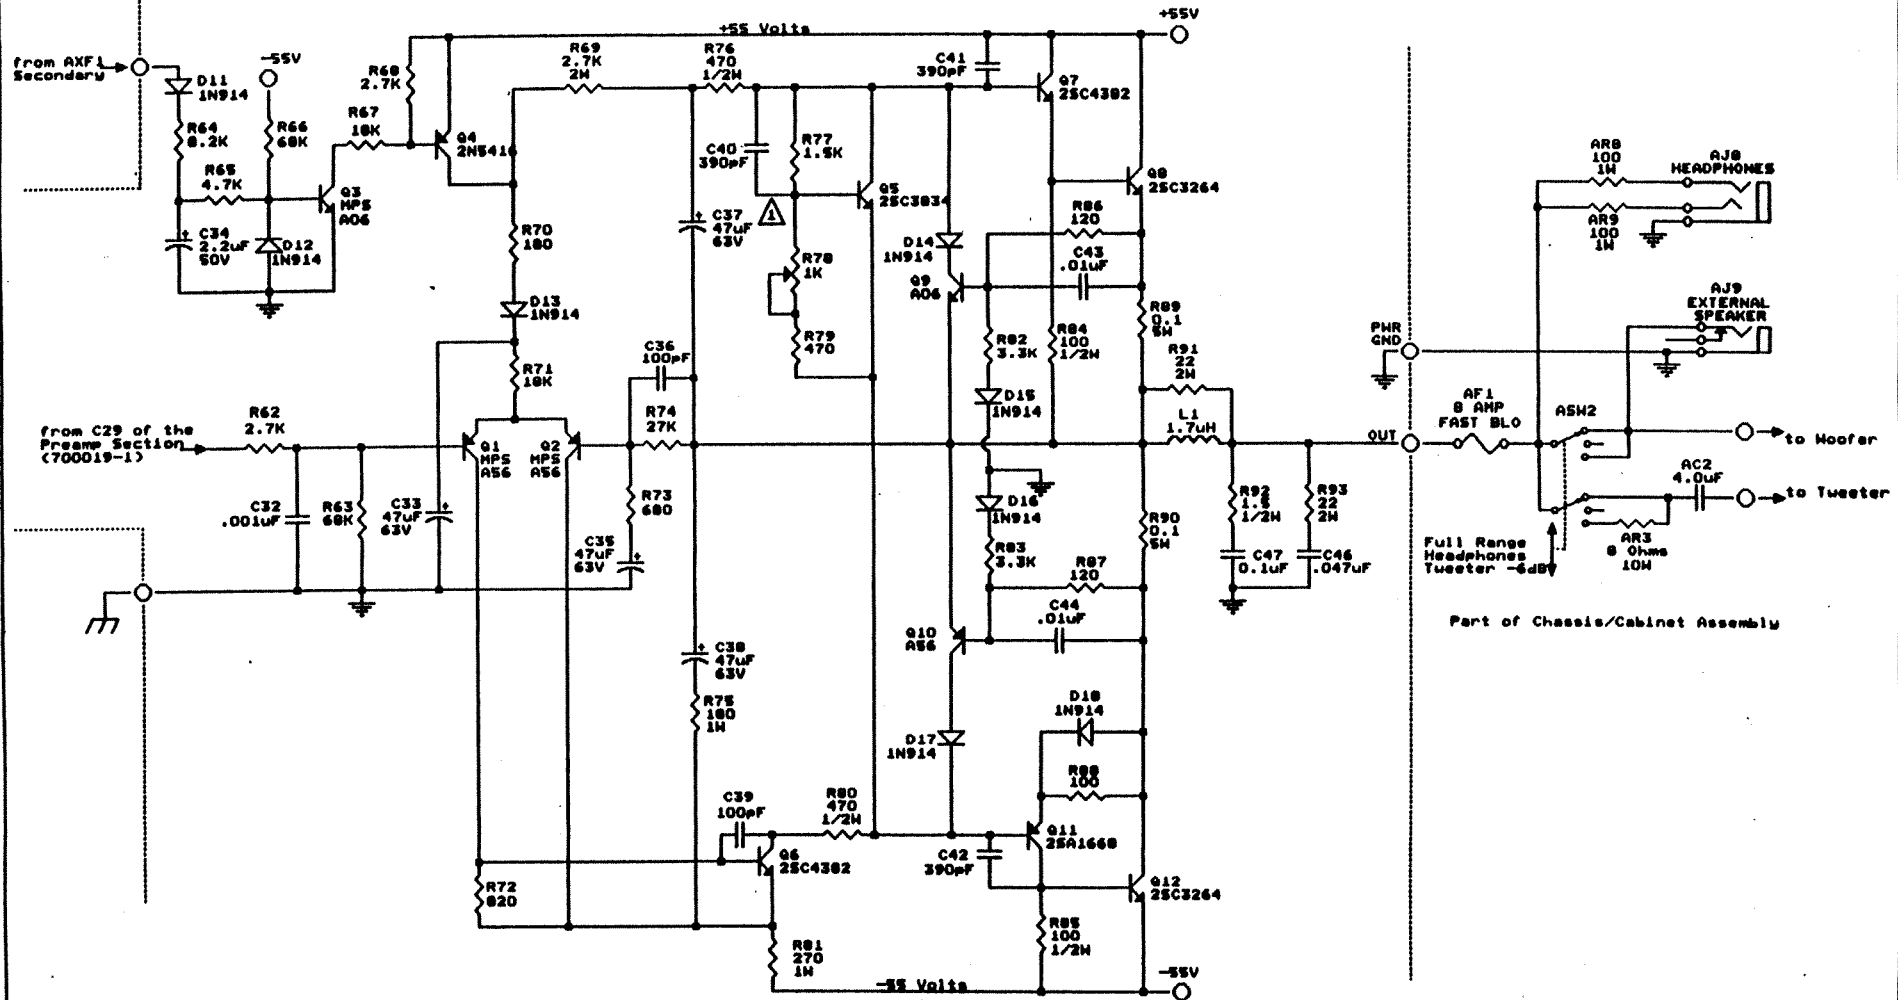 +55 Volts
+55V
from AXF1
Secondary
-55V
D11
1N914
R64
8.2K
R66
68K
R65
4.7K
C34
2.2uF
50V
D12
1N914
Q3
MPS
A06
R67
18K
R68
2.7K
Q4
2N5416
R69
2.7K
2W
R76
470
1/2W
C40
390pF
R77
1.5K
1
R78
1K
R79
470
Q5
25C3834
C41
390pF
Q7
25C4382
Q8
25C3264
R70
180
D13
1N914
R71
18K
C37
47uF
63V
D14
1N914
Q9
A06
R86
120
C43
.01uF
R82
3.3K
R84
100
1/2W
R89
0.1
5W
D15
1N914
R91
22
2W
L1
1.7uH
from C29 of the
Preamp Section
(700019-1)
R62
2.7K
C32
.001uF
R63
68K
C33
47uF
63V
Q1
MPS
A56
Q2
MPS
A56
C36
100pF
R74
27K
R73
680
C35
47uF
63V
D16
1N914
R83
3.3K
R87
120
C44
.01uF
R90
0.1
5W
R92
1.5
1/2W
R93
22
2W
C47
0.1uF
C46
.047uF
Q10
A56
C38
47uF
63V
R75
180
1W
D17
1N914
D18
1N914
R88
100
Q11
25A1668
C39
100pF
R80
470
1/2W
Q6
25C4382
C42
390pF
Q12
25C3264
R72
820
R81
270
1W
R85
100
1/2W
-55 Volts
-55V
PWR
GND
OUT
AR8
100
1W
AR9
100
1W
AJ8
HEADPHONES
AJ9
EXTERNAL
SPEAKER
AF1
8 AMP
FAST BLO
ASW2
to Woofer
AC2
4.0uF
to Tweeter
AR3
8 Ohms
10W
Full Range
Headphones
Tweeter -6dB
Part of Chassis/Cabinet Assembly